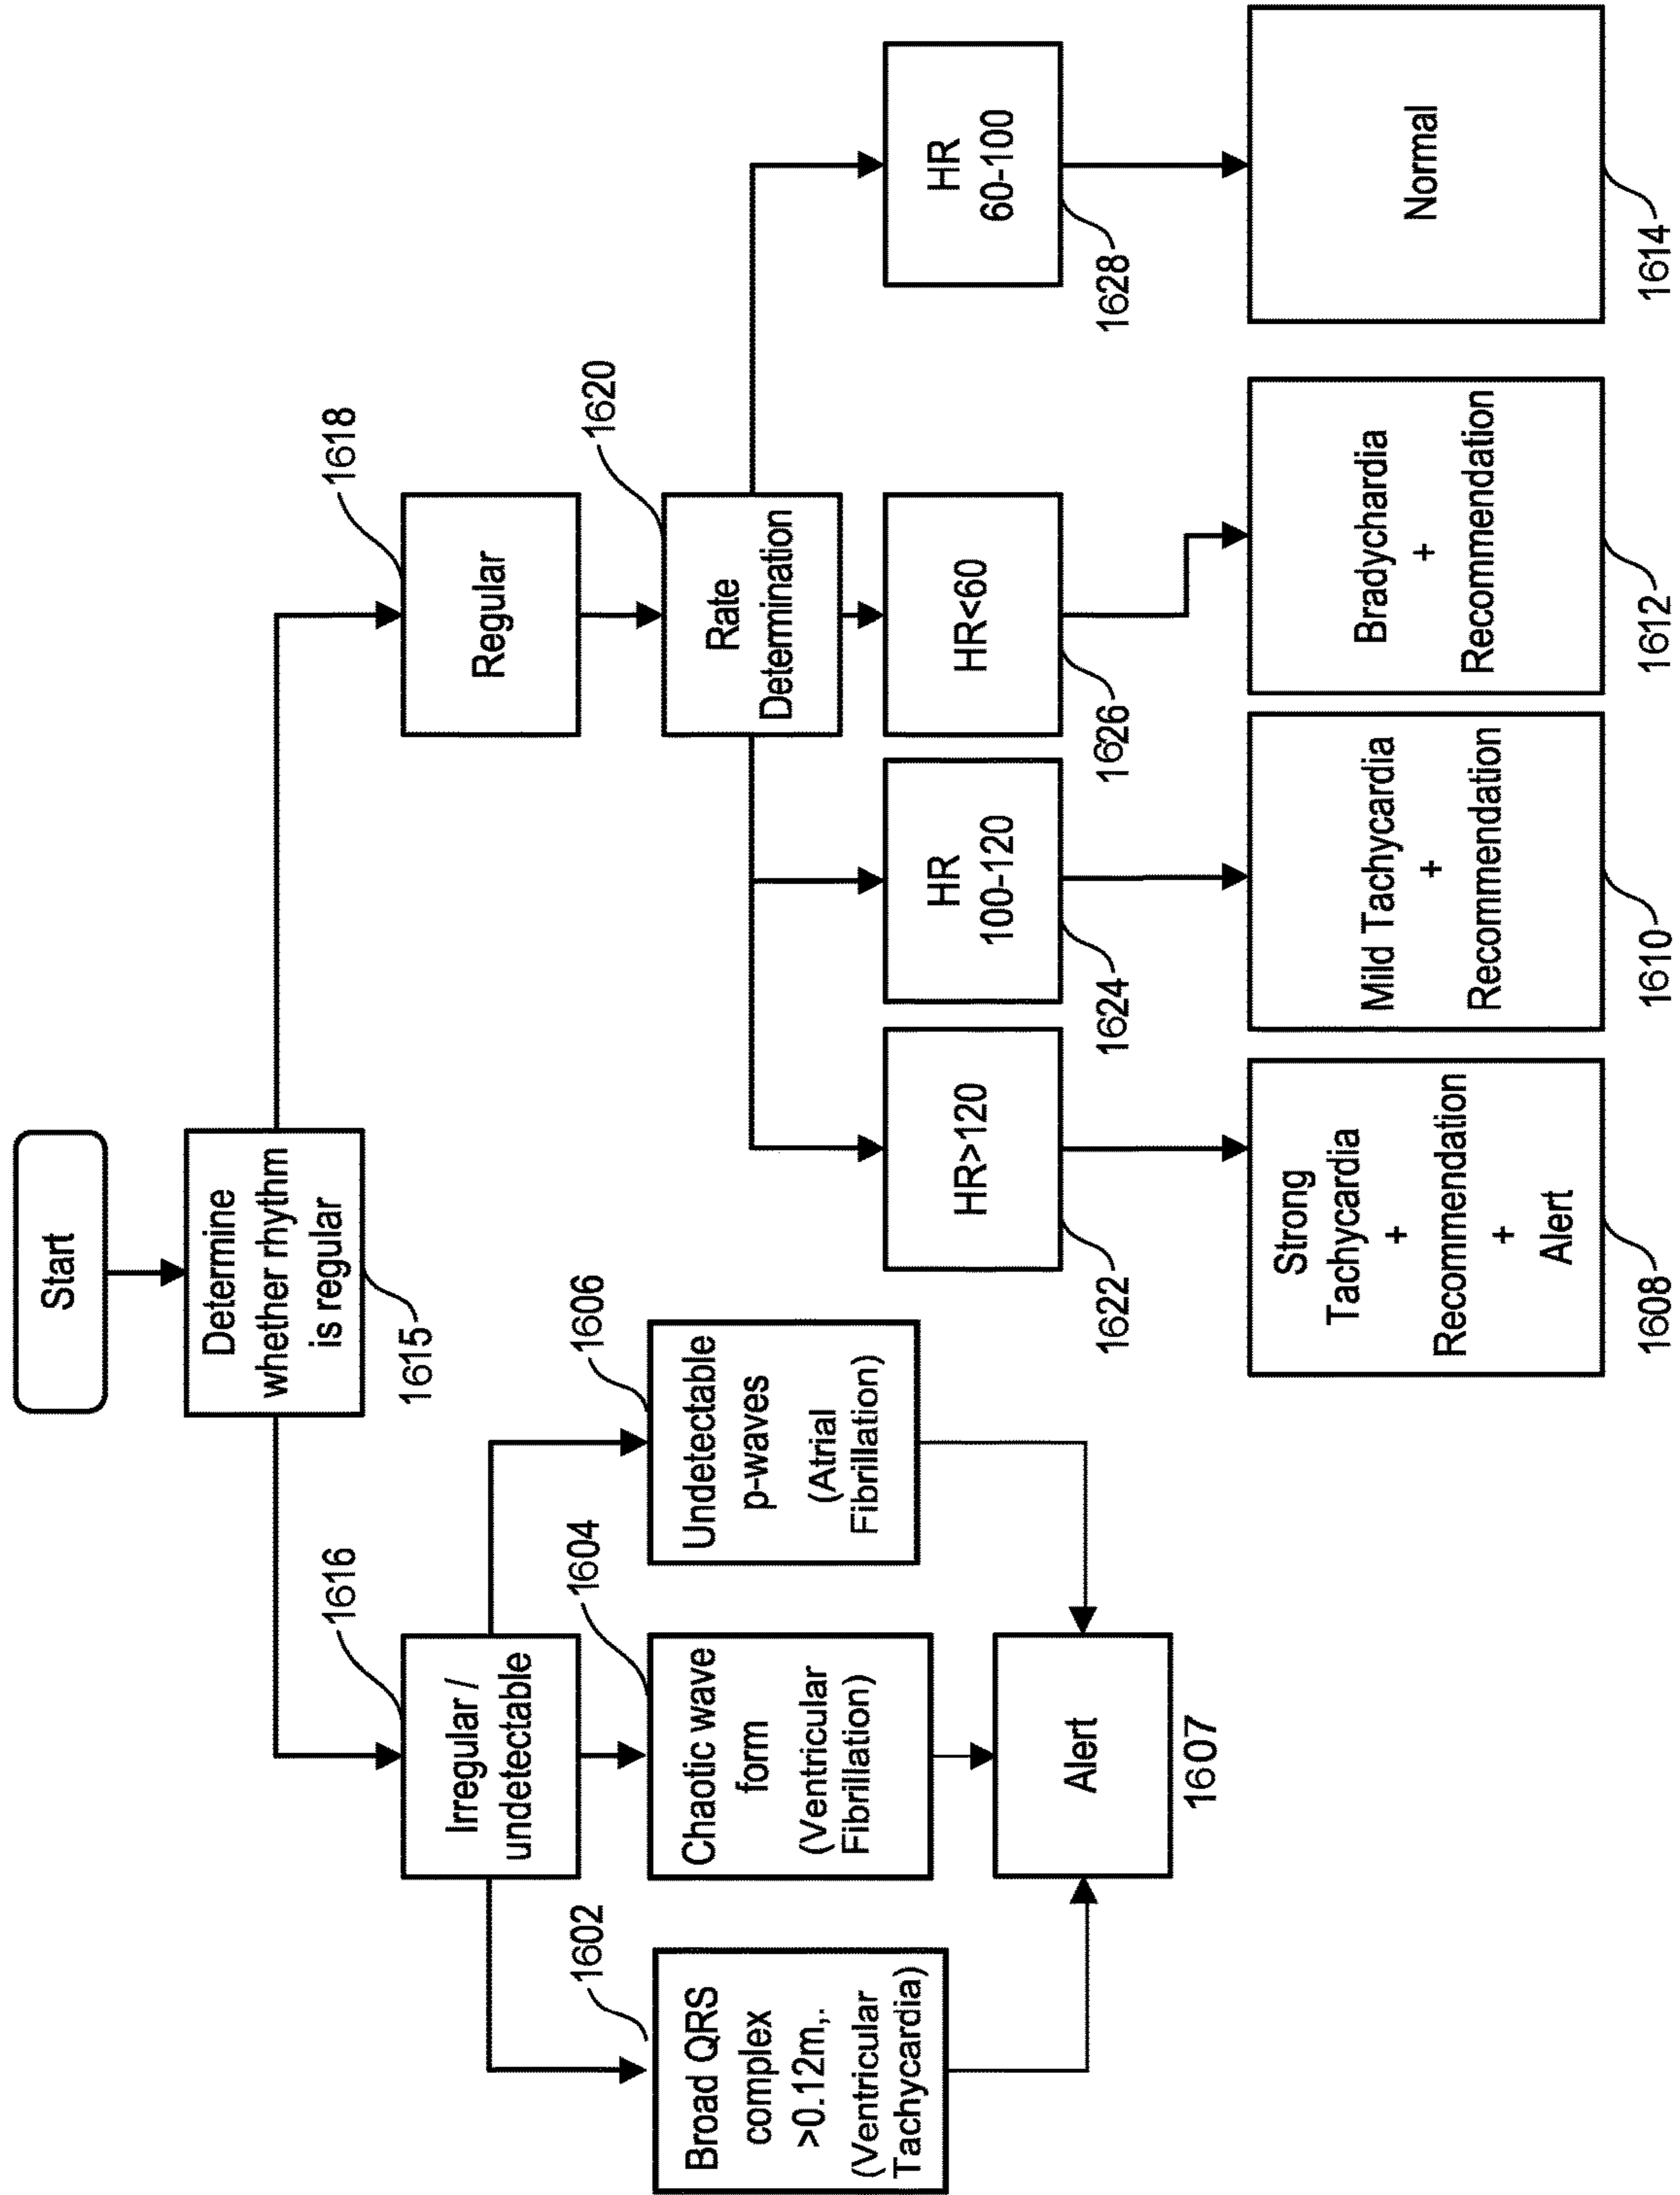 Start
Determine
whether rhythm
is regular
1615
1616
Irregular /
undetectable
1618
Regular
1602
Broad QRS
complex
>0.12m,.
(Ventricular
Tachycardia)
1604
Chaotic wave
form
(Ventricular
Fibrillation)
1606
Undetectable
p-waves
(Atrial
Fibrillation)
Alert
1607
1620
Rate
Determination
HR>120
1622
HR
100-120
1624
HR<60
1626
HR
60-100
1628
Strong
Tachycardia
+
Recommendation
+
Alert
1608
Mild Tachycardia
+
Recommendation
1610
Bradychardia
+
Recommendation
1612
Normal
1614